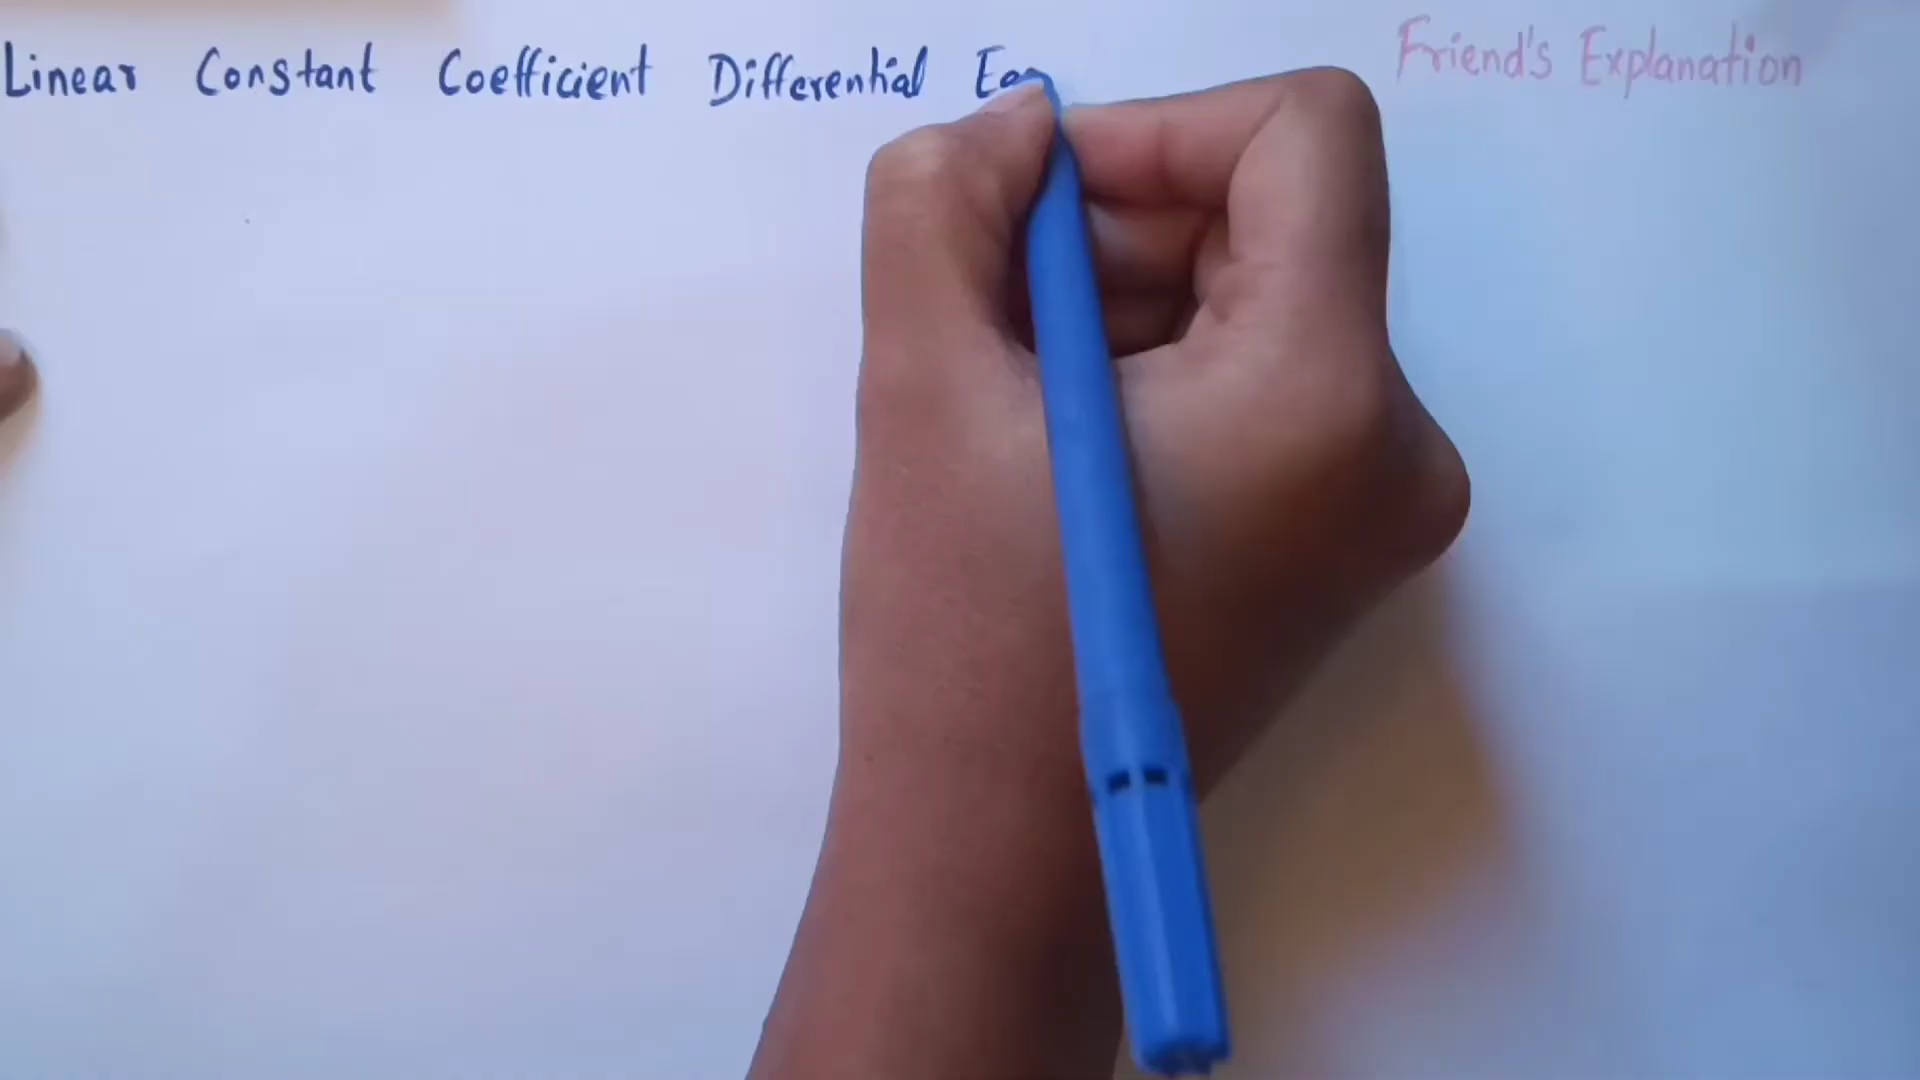 Linear Constant Coefficient Differential
Friend's Explanation